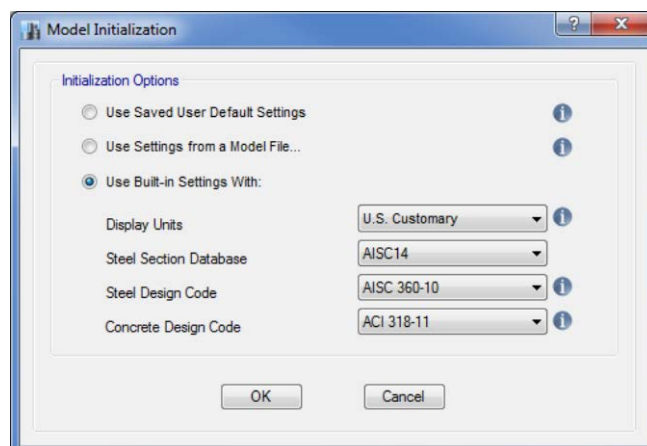 Model Initialization
Initialization Options
Use Saved User Default Settings
Use Settings from a Model File...
Use Built-in Settings With:
Display Units U.S. Customary
Steel Section Database AISC14
Steel Design Code AISC 360-10
Concrete Design Code ACI 318-11
OK Cancel